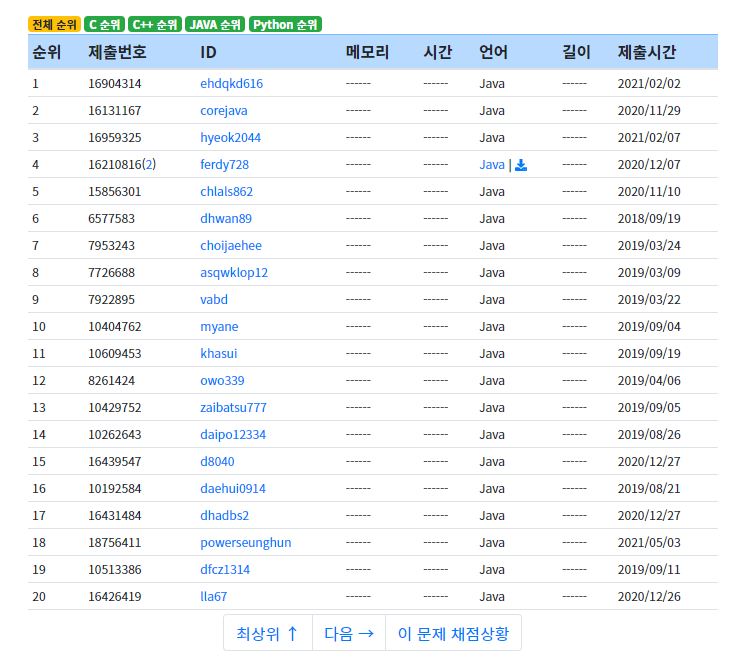 전체 순위 C 순위 C++ 순위 JAVA 순위 Python 순위
순위 제출번호 ID 메모리 시간 언어 길이 제출시간
1 16904314 ehdqkd616 ------ ------ Java ------ 2021/02/02
2 16131167 corejava ------ ------ Java ------ 2020/11/29
3 16959325 hyeok2044 ------ ------ Java ------ 2021/02/07
4 16210816(2) ferdy728 ------ ------ Java | ------ 2020/12/07
5 15856301 chlals862 ------ ------ Java ------ 2020/11/10
6 6577583 dhwan89 ------ ------ Java ------ 2018/09/19
7 7953243 choijaehee ------ ------ Java ------ 2019/03/24
8 7726688 asqwklop12 ------ ------ Java ------ 2019/03/09
9 7922895 vabd ------ ------ Java ------ 2019/03/22
10 10404762 myane ------ ------ Java ------ 2019/09/04
11 10609453 khasui ------ ------ Java ------ 2019/09/19
12 8261424 owo339 ------ ------ Java ------ 2019/04/06
13 10429752 zaibatsu777 ------ ------ Java ------ 2019/09/05
14 10262643 daipo12334 ------ ------ Java ------ 2019/08/26
15 16439547 d8040 ------ ------ Java ------ 2020/12/27
16 10192584 daehui0914 ------ ------ Java ------ 2019/08/21
17 16431484 dhadbs2 ------ ------ Java ------ 2020/12/27
18 18756411 powerseunghun ------ ------ Java ------ 2021/05/03
19 10513386 dfcz1314 ------ ------ Java ------ 2019/09/11
20 16426419 lla67 ------ ------ Java ------ 2020/12/26
최상위 ↑ 다음 → 이 문제 채점상황